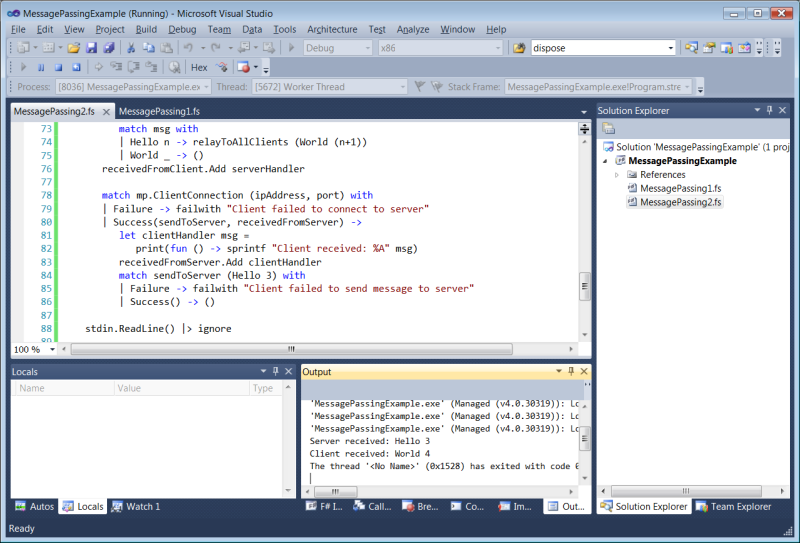 MessagePassingExample (Running) - Microsoft Visual Studio
File Edit View Project Build Debug Team Data Tools Architecture Test Analyze Window Help
Debug x86 dispose
Hex
Process: [8036] MessagePassingExample.ex Thread: [5672] Worker Thread Stack Frame: MessagePassingExample.exe!Program.stre
MessagePassing2.fs MessagePassing1.fs
73 match msg with
74 | Hello n -> relayToAllClients (World (n+1))
75 | World _ -> ()
76 receivedFromClient.Add serverHandler
77
78 match mp.ClientConnection (ipAddress, port) with
79 | Failure -> failwith "Client failed to connect to server"
80 | Success(sendToServer, receivedFromServer) ->
81 let clientHandler msg =
82 print(fun () -> sprintf "Client received: %A" msg)
83 receivedFromServer.Add clientHandler
84 match sendToServer (Hello 3) with
85 | Failure -> failwith "Client failed to send message to server"
86 | Success() -> ()
87
88 stdin.ReadLine() |> ignore
100 %
Solution Explorer
Solution 'MessagePassingExample' (1 proj
MessagePassingExample
References
MessagePassing1.fs
MessagePassing2.fs
Locals
Name Value Type
Output
'MessagePassingExample.exe' (Managed (v4.0.30319)): Lo
'MessagePassingExample.exe' (Managed (v4.0.30319)): Lo
'MessagePassingExample.exe' (Managed (v4.0.30319)): Lo
Server received: Hello 3
Client received: World 4
The thread '<No Name>' (0x1528) has exited with code 0
Autos Locals Watch 1
F# I... Call... Bre... Co... Im... Out...
Solution Explorer Team Explorer
Ready